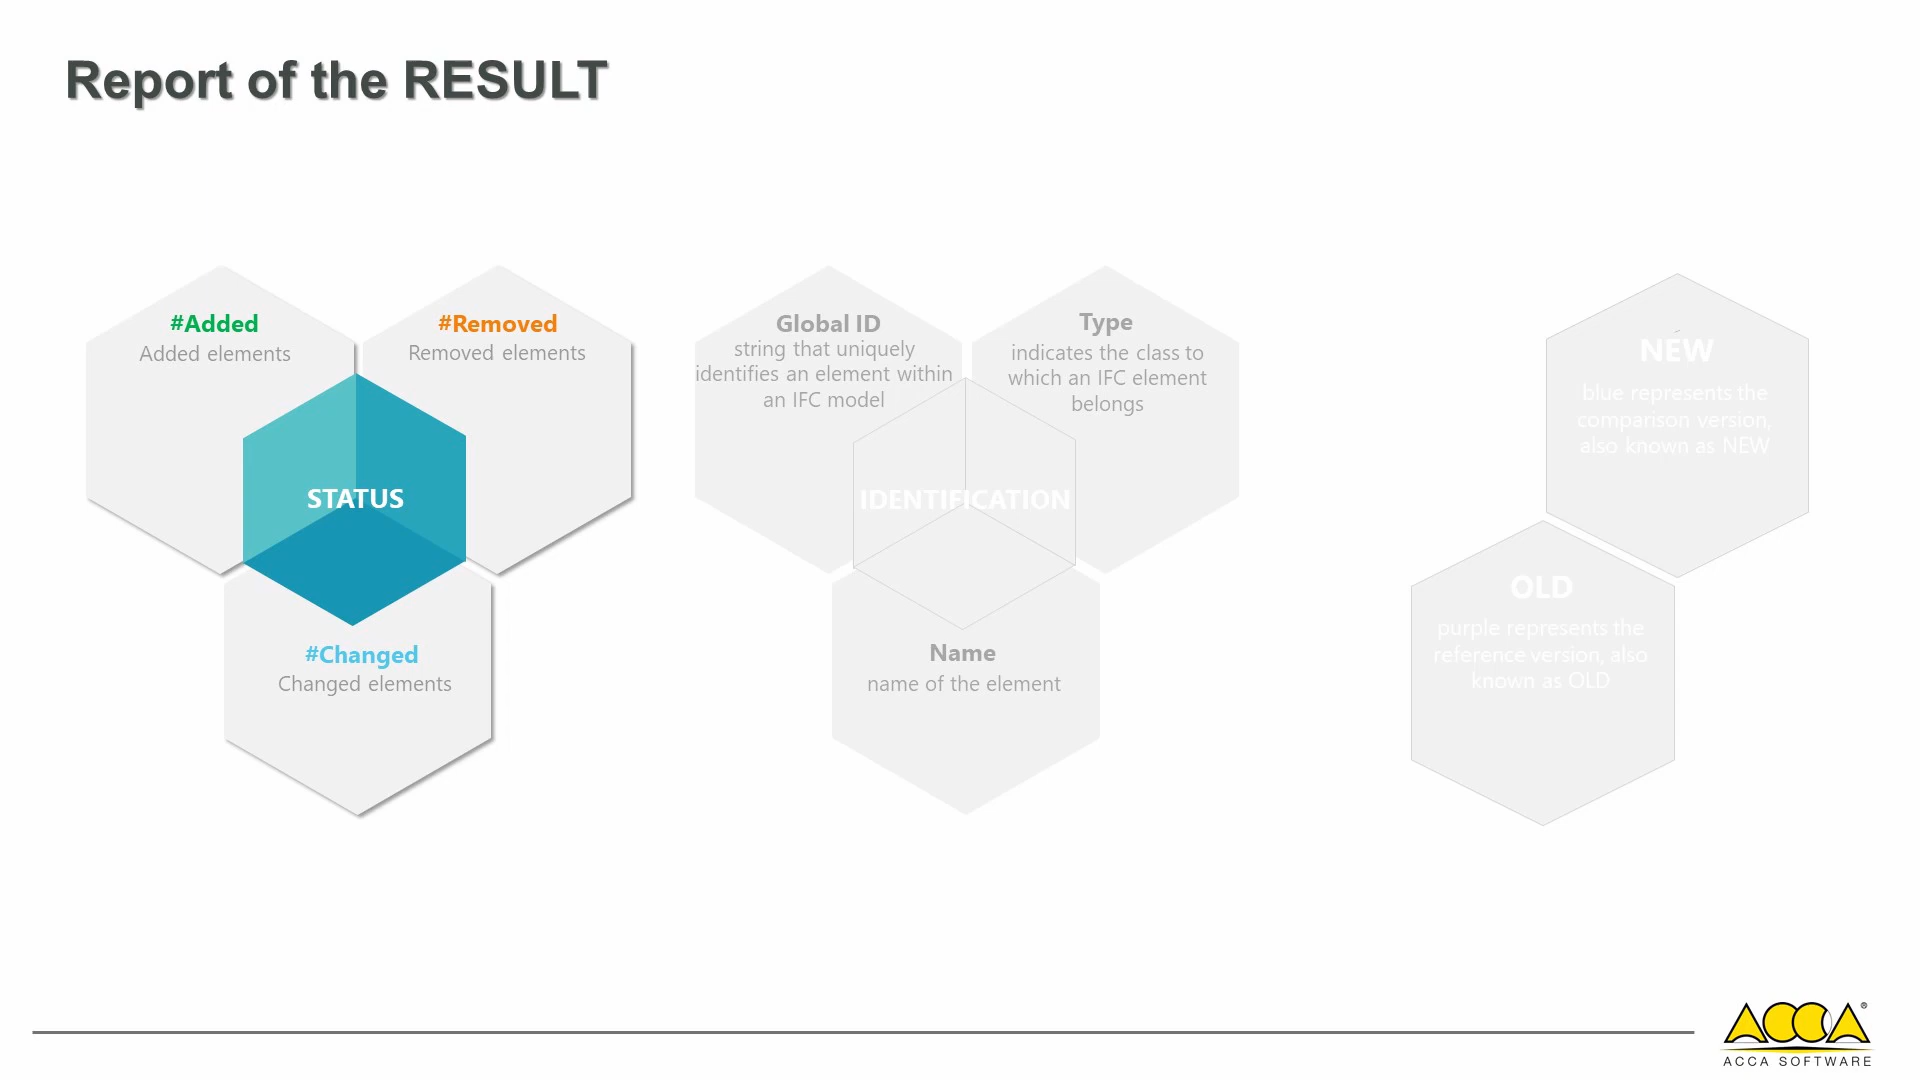 Report of the RESULT
#Added
Added elements
#Removed
Removed elements
STATUS
#Changed
Changed elements
Global ID
string that uniquely
identifies an element within
an IFC model
Type
indicates the class to
which an IFC element
belongs
IDENTIFICATION
Name
name of the element
NEW
blue represents the
comparison version,
also known as NEW
OLD
purple represents the
reference version, also
known as OLD
ACCA®
ACCA SOFTWARE